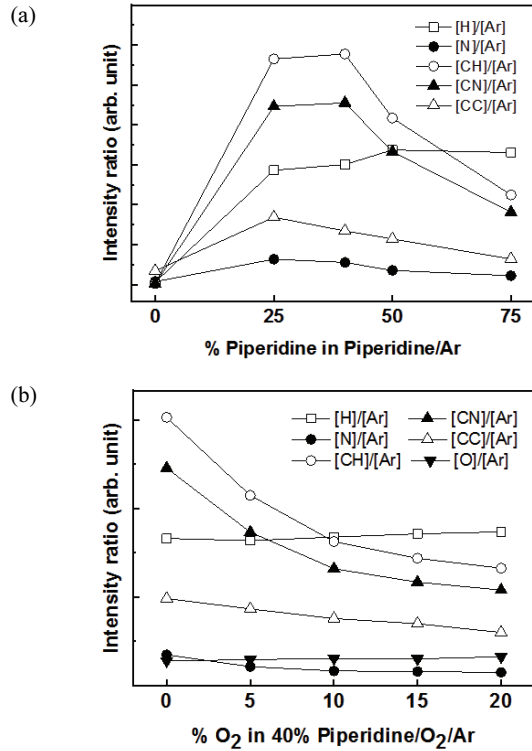 (a)
[H]/[Ar]
[N]/[Ar]
[CH]/[Ar]
[CN]/[Ar]
[CC]/[Ar]
Intensity ratio (arb. unit)
0 25 50 75
% Piperidine in Piperidine/Ar
(b)
[H]/[Ar] [CN]/[Ar]
[N]/[Ar] [CC]/[Ar]
[CH]/[Ar] [O]/[Ar]
Intensity ratio (arb. unit)
0 5 10 15 20
% O₂ in 40% Piperidine/O₂/Ar